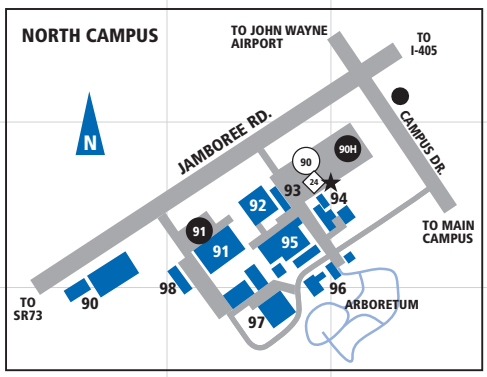 NORTH CAMPUS
TO JOHN WAYNE
AIRPORT
TO
I-405
N
JAMBOREE RD.
CAMPUS DR.
90H
90
24
93
94
92
91
91
95
TO MAIN
CAMPUS
98
96
90
TO
SR73
ARBORETUM
97